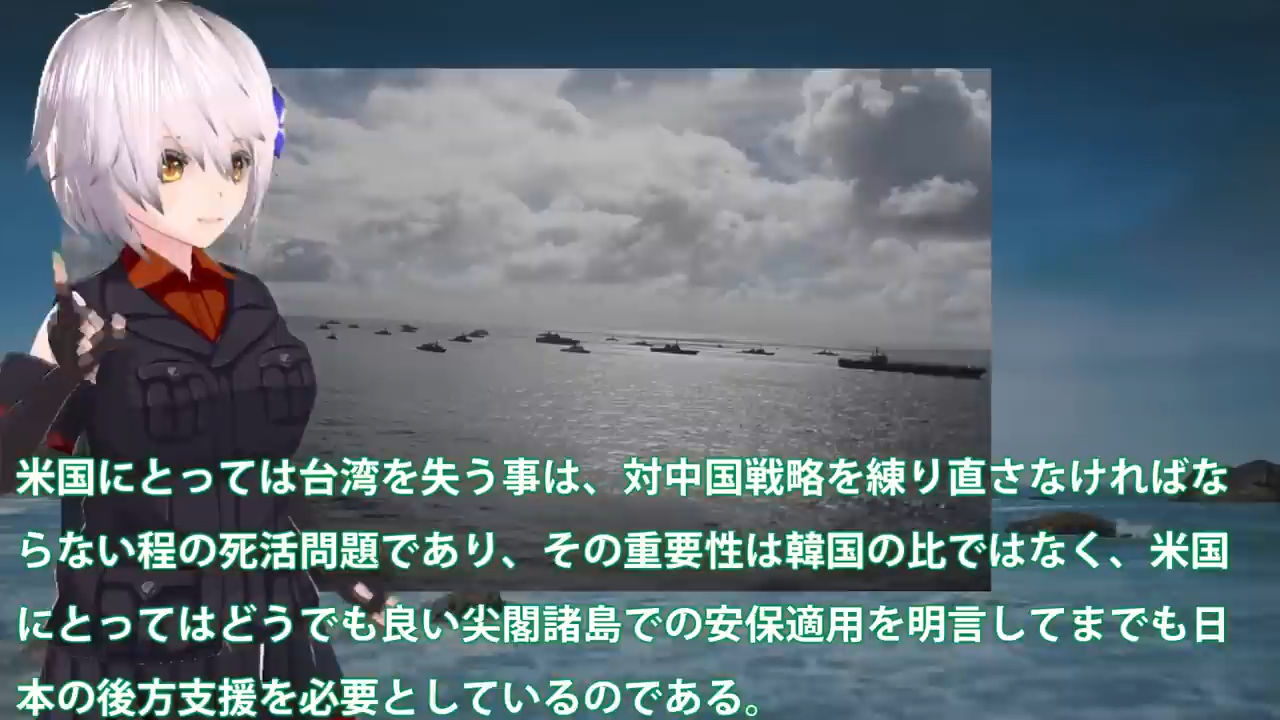 米国にとっては台湾を失う事は、対中国戦略を練り直さなければな
らない程の死活問題であり、その重要性は韓国の比ではなく、米国
にとってはどうでも良い尖閣諸島での安保適用を明言してまでも日
本の後方支援を必要としているのである。